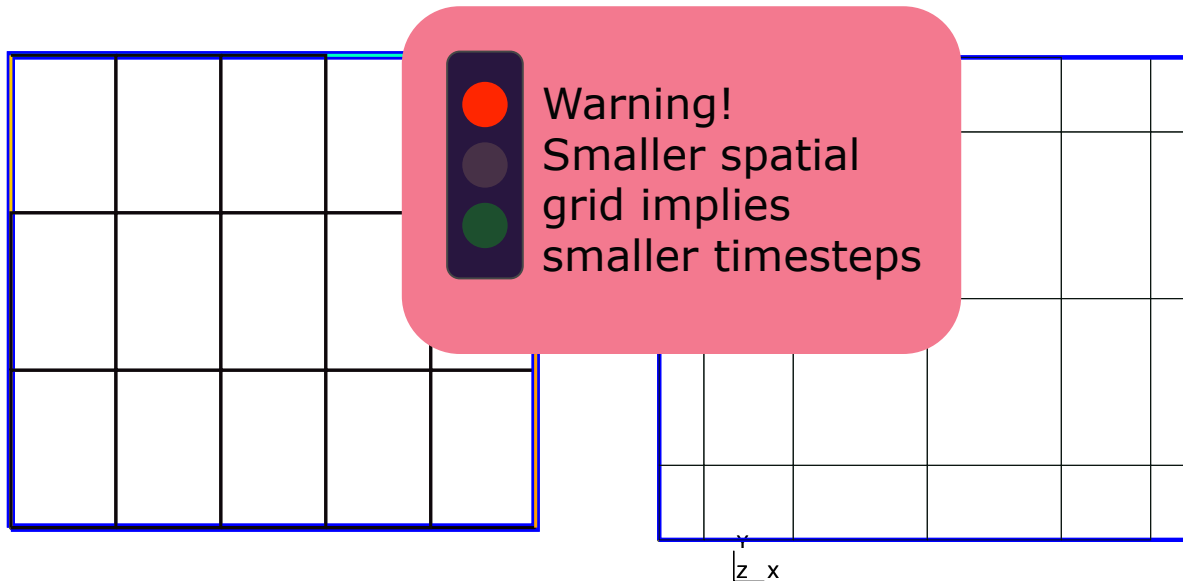 Warning!
Smaller spatial
grid implies
smaller timesteps
Y
Z X